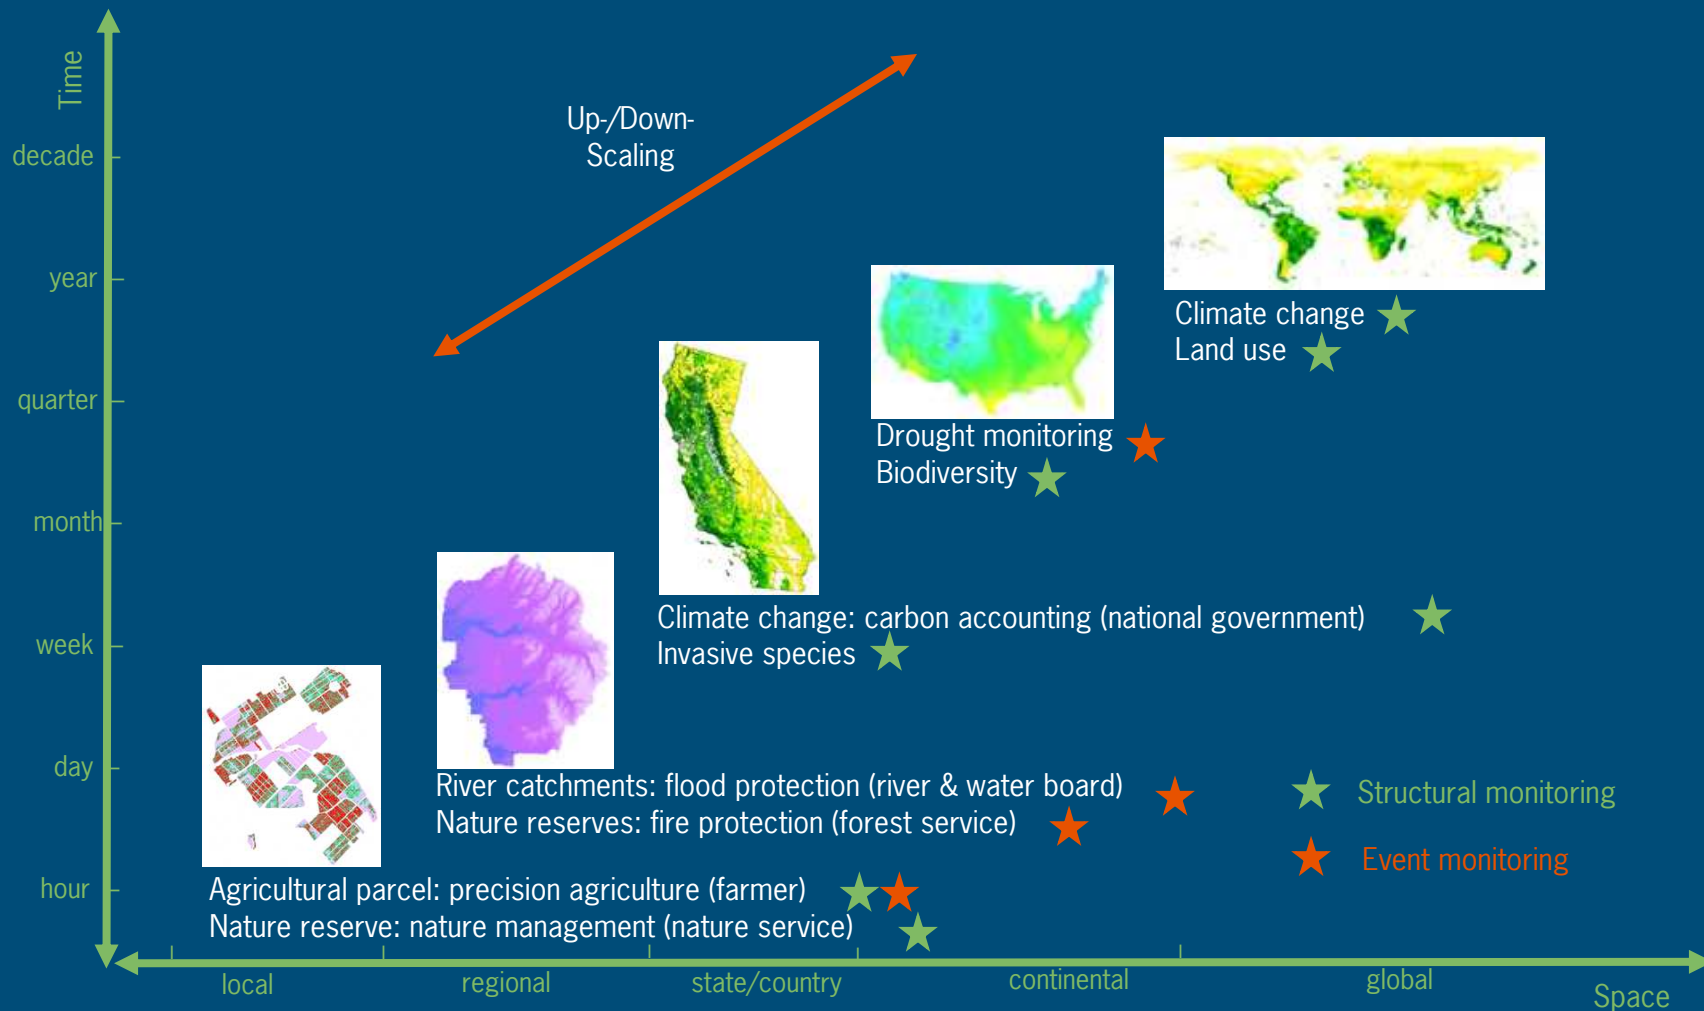 Time
decade
year
quarter
month
week
day
hour
Up-/Down-
Scaling
Climate change
Land use
Drought monitoring
Biodiversity
Climate change: carbon accounting (national government)
Invasive species
River catchments: flood protection (river & water board)
Nature reserves: fire protection (forest service)
Agricultural parcel: precision agriculture (farmer)
Nature reserve: nature management (nature service)
Structural monitoring
Event monitoring
local
regional
state/country
continental
global
Space